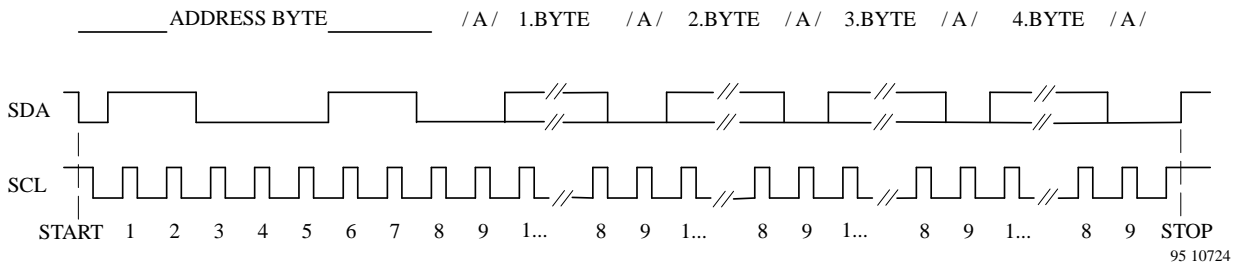 ADDRESS BYTE / A / 1.BYTE / A / 2.BYTE / A / 3.BYTE / A / 4.BYTE / A /
SDA
SCL
START 1 2 3 4 5 6 7 8 9 1... 8 9 1... 8 9 1... 8 9 1... 8 9 STOP
95 10724